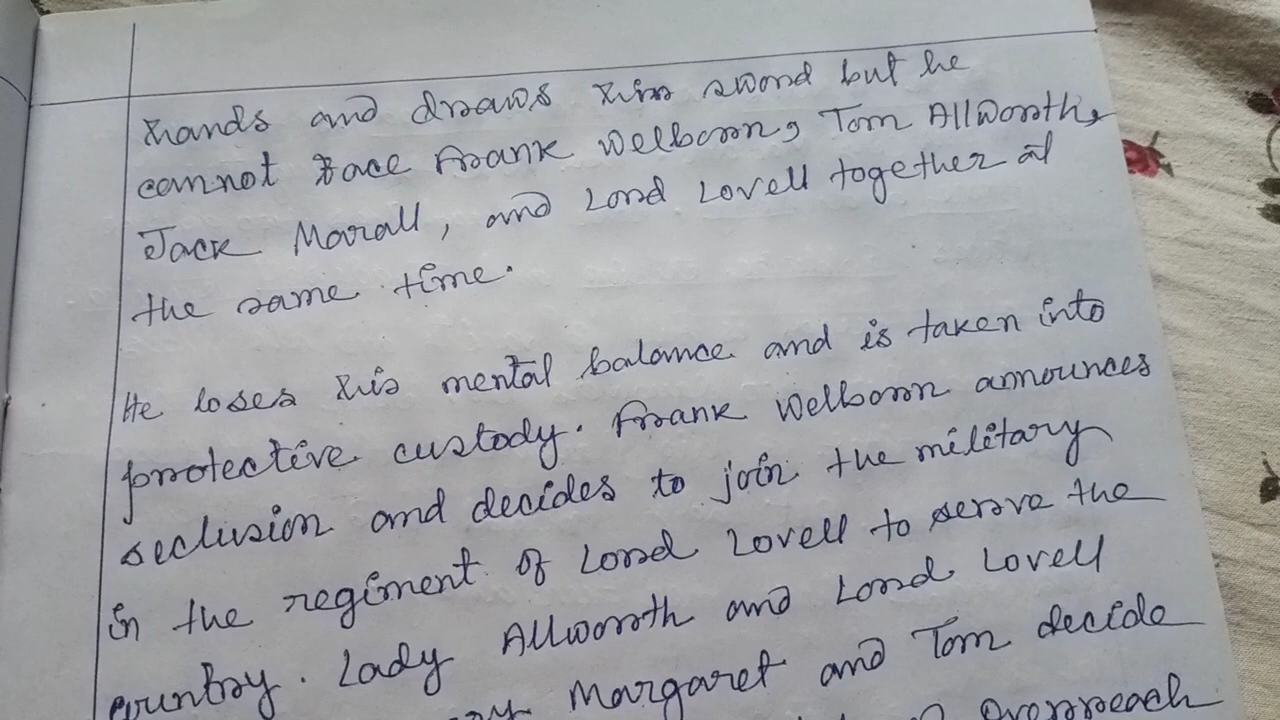 hands and draws his sword but he
cannot face Frank Welborn, Tom Allworth,
Jack Marall, and Lord Lovell together at
the same time.
He loses his mental balance and is taken into
protective custody. Frank Welborn announces
seclusion and decides to join the military
in the regiment of Lord Lovell to serve the
country. Lady Allworth and Lord Lovell
Margaret and Tom decide
Overreach